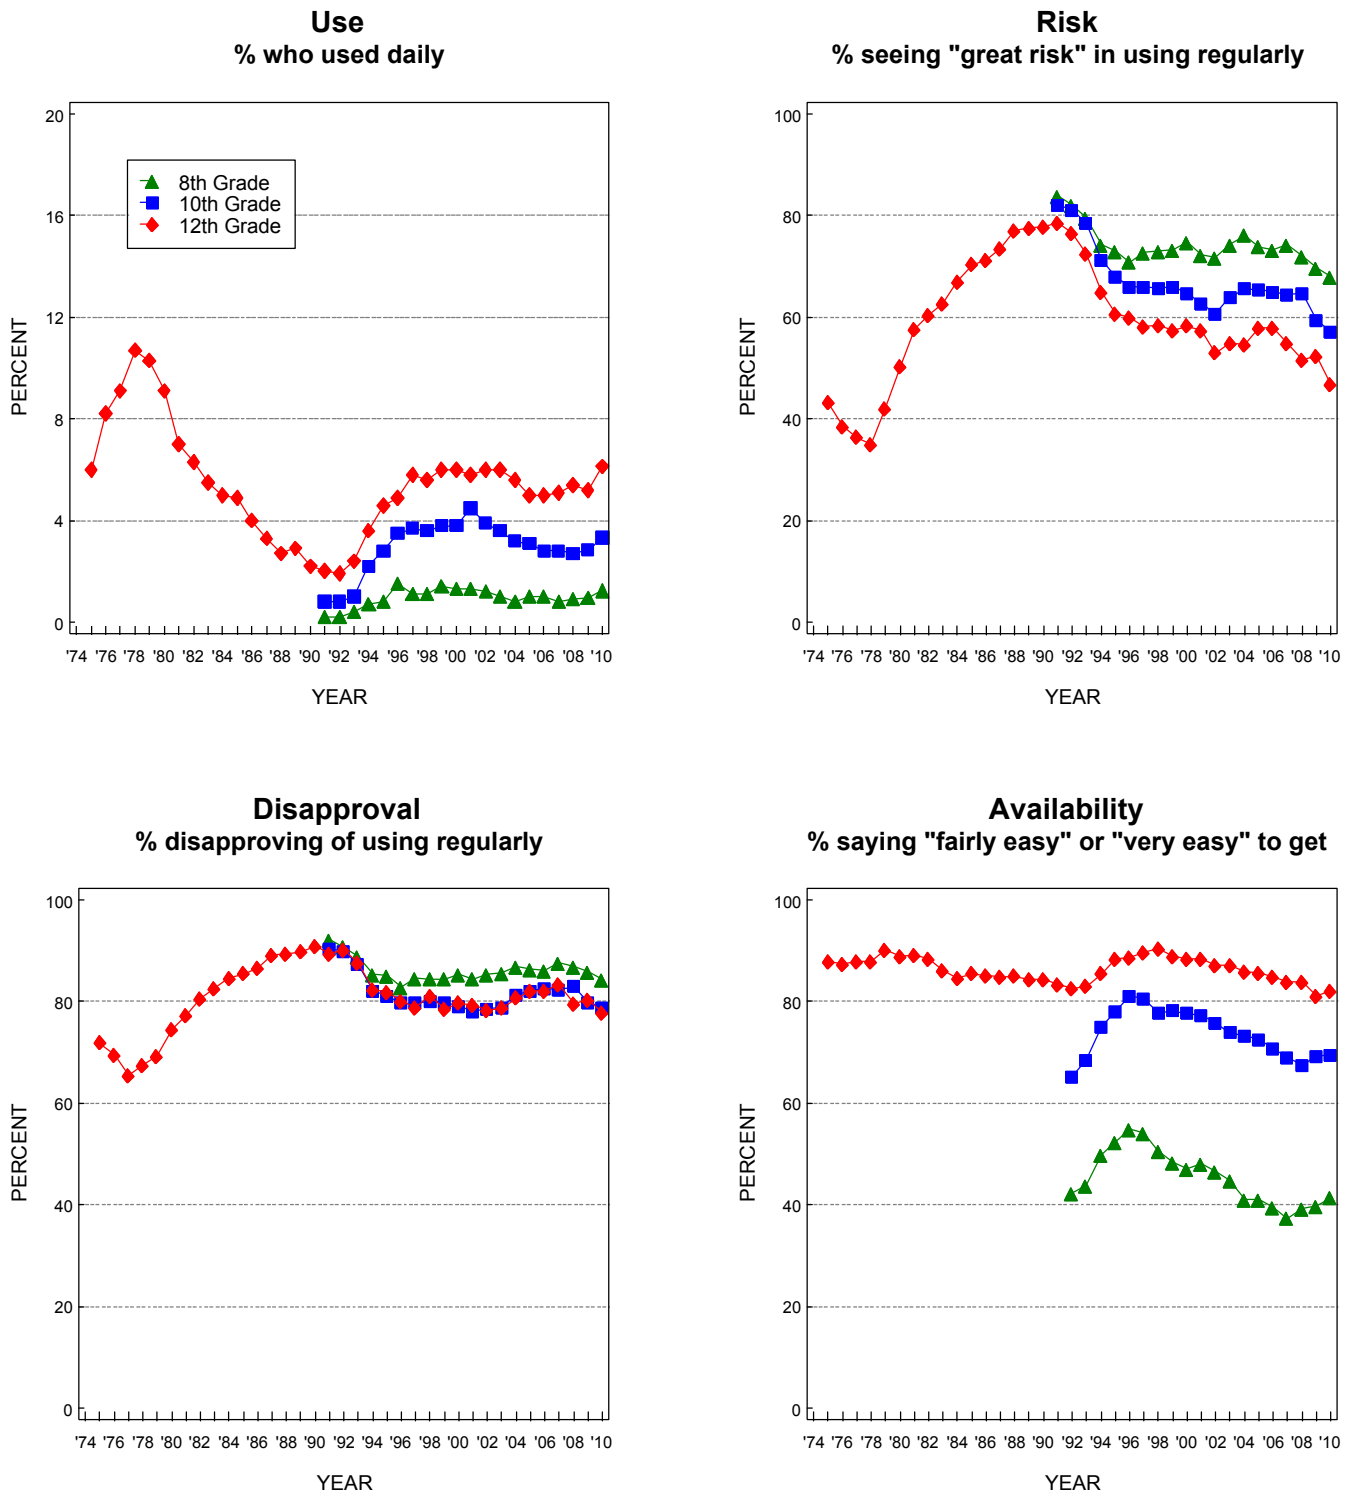 Use
% who used daily
20
16
12
8
4
0
PERCENT
8th Grade
10th Grade
12th Grade
'74 '76 '78 '80 '82 '84 '86 '88 '90 '92 '94 '96 '98 '00 '02 '04 '06 '08 '10
YEAR
Risk
% seeing "great risk" in using regularly
100
80
60
40
20
0
PERCENT
'74 '76 '78 '80 '82 '84 '86 '88 '90 '92 '94 '96 '98 '00 '02 '04 '06 '08 '10
YEAR
Disapproval
% disapproving of using regularly
100
80
60
40
20
0
PERCENT
'74 '76 '78 '80 '82 '84 '86 '88 '90 '92 '94 '96 '98 '00 '02 '04 '06 '08 '10
YEAR
Availability
% saying "fairly easy" or "very easy" to get
100
80
60
40
20
0
PERCENT
'74 '76 '78 '80 '82 '84 '86 '88 '90 '92 '94 '96 '98 '00 '02 '04 '06 '08 '10
YEAR